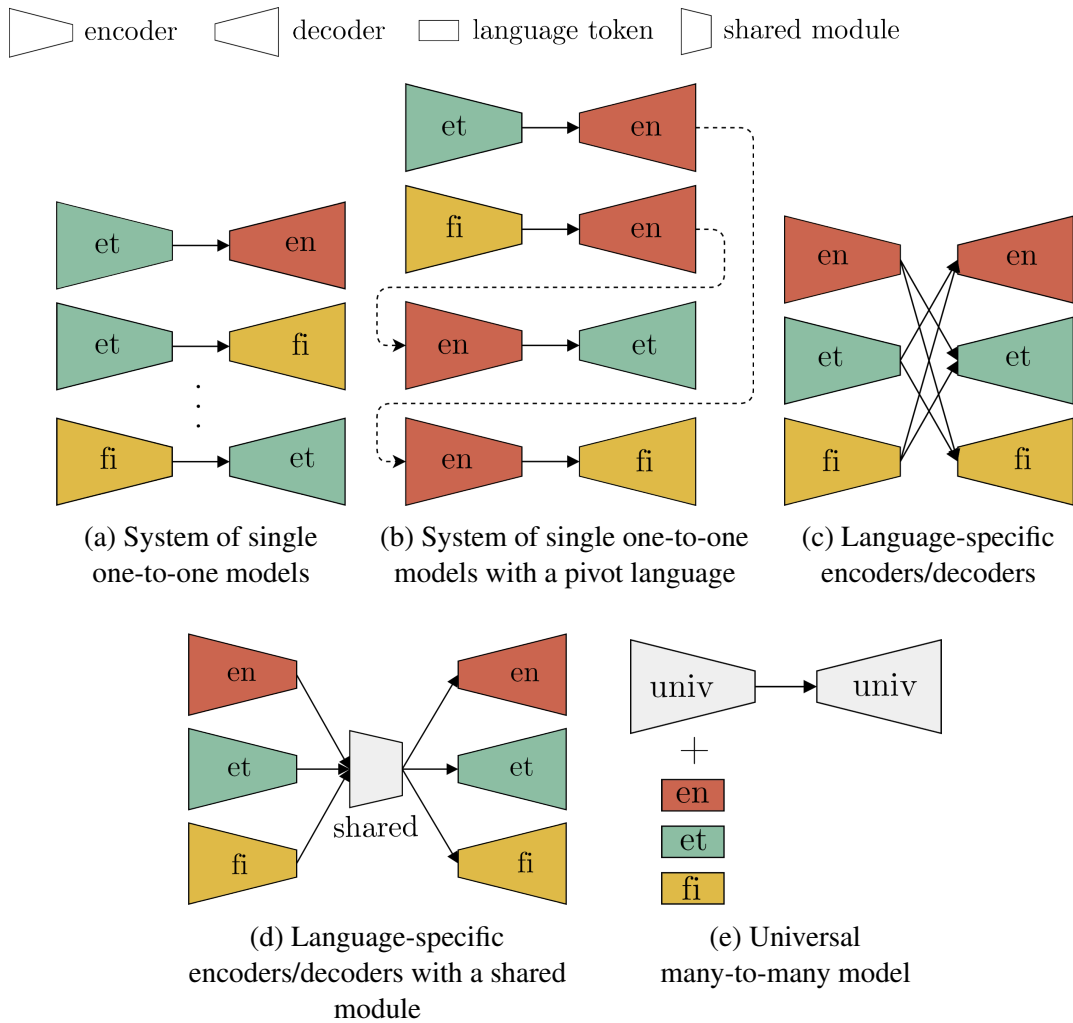 encoder decoder language token shared module
et en
fi en
et en
et fi
fi et
en et
en fi
en en
et et
fi fi
(a) System of single
one-to-one models
(b) System of single one-to-one
models with a pivot language
(c) Language-specific
encoders/decoders
en en
et et
shared
fi fi
univ univ
+
en
et
fi
(d) Language-specific
encoders/decoders with a shared
module
(e) Universal
many-to-many model